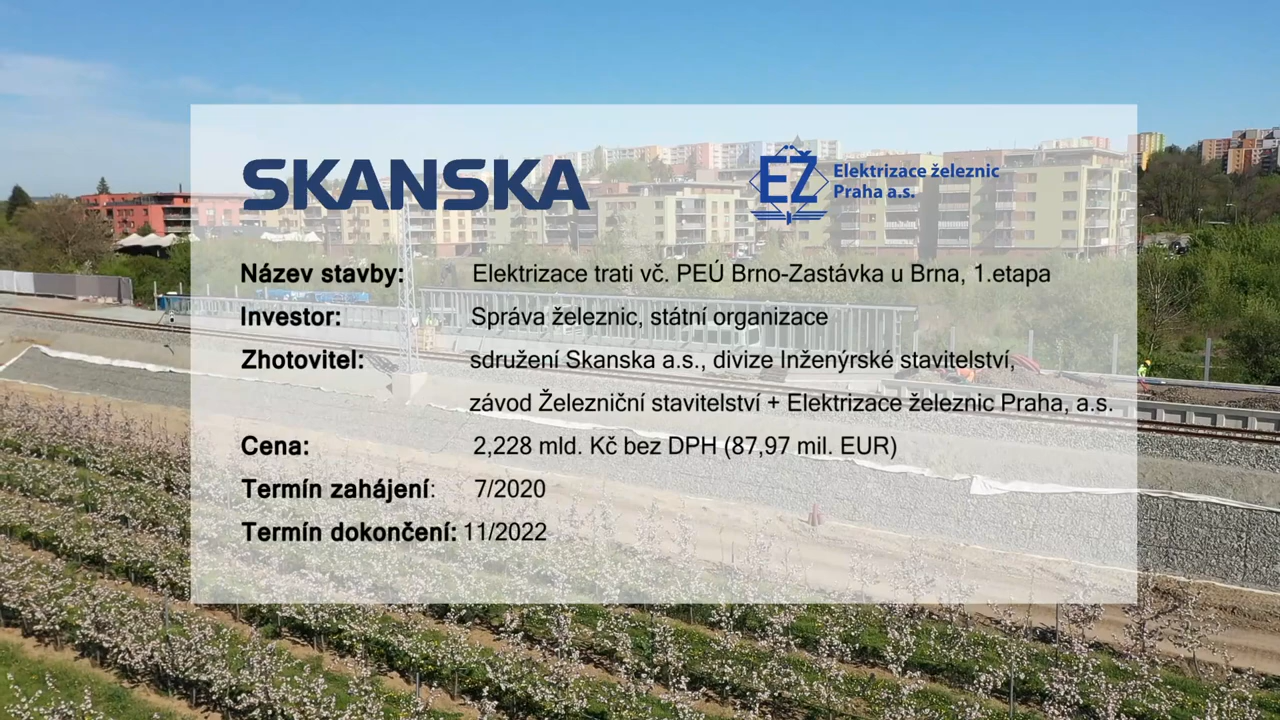 SKANSKA
EŽ Elektrizace železnic
Praha a.s.
Název stavby: Elektrizace trati vč. PEÚ Brno-Zastávka u Brna, 1.etapa
Investor: Správa železnic, státní organizace
Zhotovitel: sdružení Skanska a.s., divize Inženýrské stavitelství,
závod Železniční stavitelství + Elektrizace železnic Praha, a.s.
Cena: 2,228 mld. Kč bez DPH (87,97 mil. EUR)
Termín zahájení: 7/2020
Termín dokončení: 11/2022